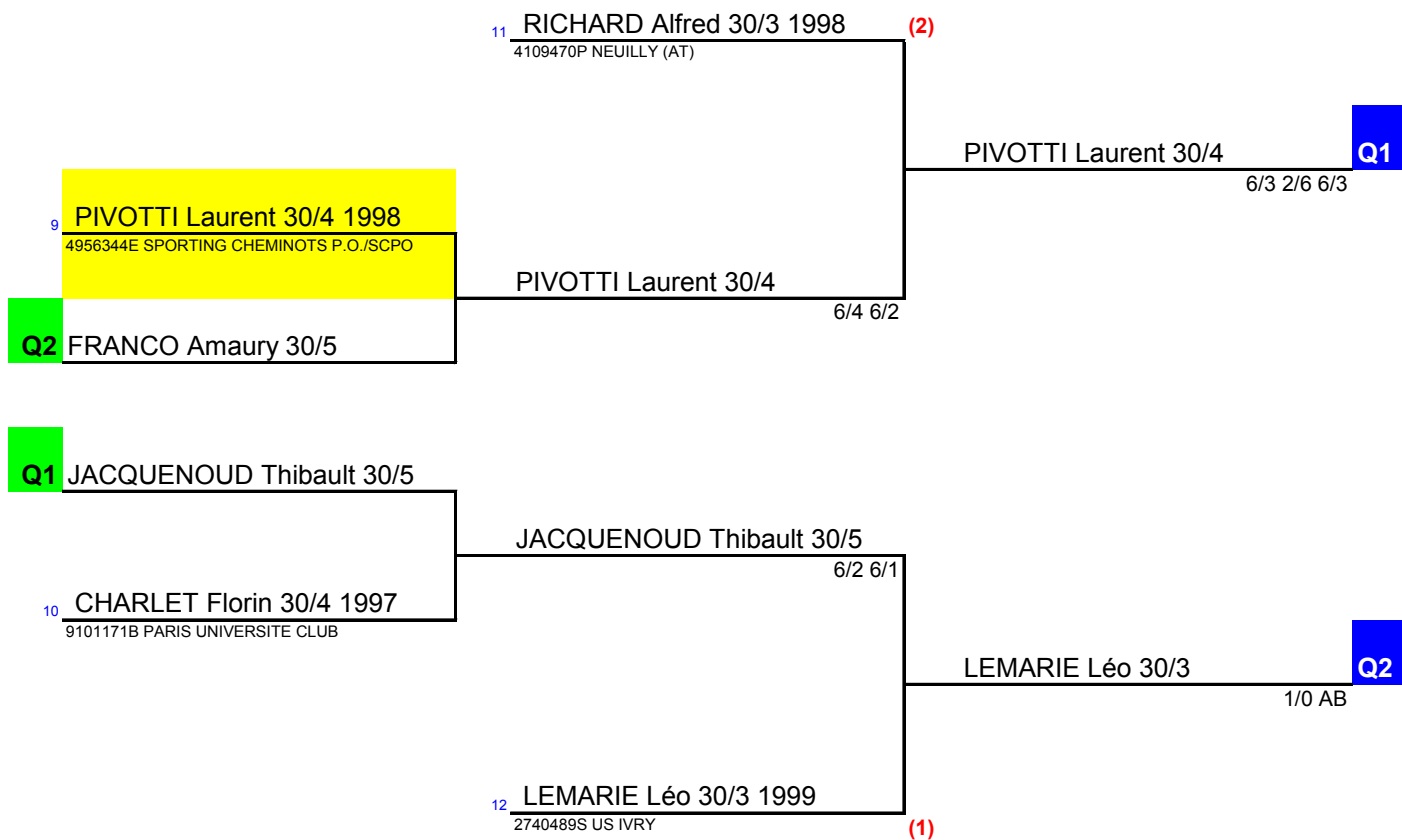 11 RICHARD Alfred 30/3 1998 (2)
4109470P NEUILLY (AT)
PIVOTTI Laurent 30/4 Q1
6/3 2/6 6/3
9 PIVOTTI Laurent 30/4 1998
4956344E SPORTING CHEMINOTS P.O./SCPO
PIVOTTI Laurent 30/4
6/4 6/2
Q2 FRANCO Amaury 30/5
Q1 JACQUENOUD Thibault 30/5
JACQUENOUD Thibault 30/5
6/2 6/1
10 CHARLET Florin 30/4 1997
9101171B PARIS UNIVERSITE CLUB
LEMARIE Léo 30/3 Q2
1/0 AB
12 LEMARIE Léo 30/3 1999
2740489S US IVRY (1)